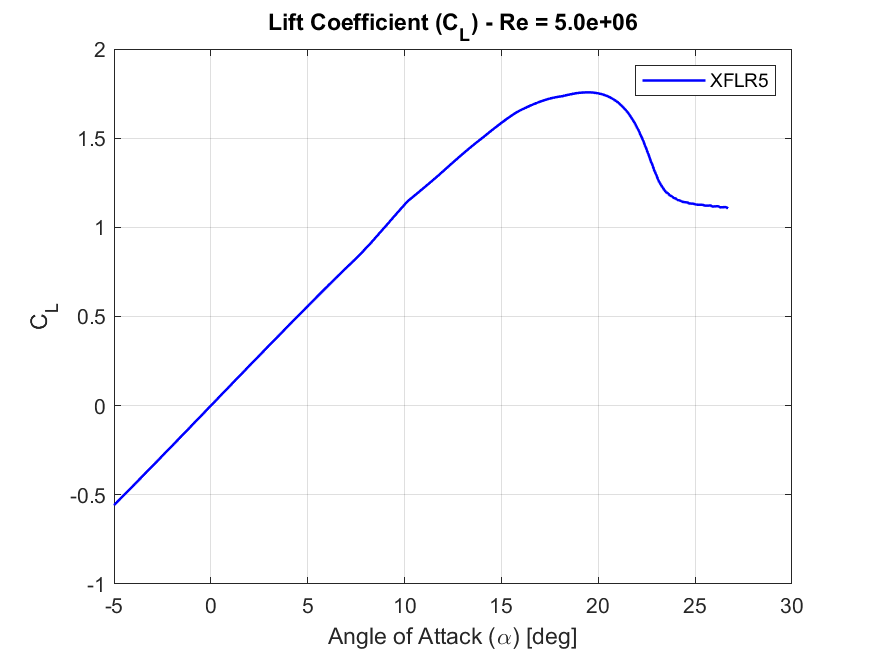 Lift Coefficient (C_L) - Re = 5.0e+06
XFLR5
2
1.5
1
0.5
0
-0.5
-1
C_L
-5 0 5 10 15 20 25 30
Angle of Attack (α) [deg]